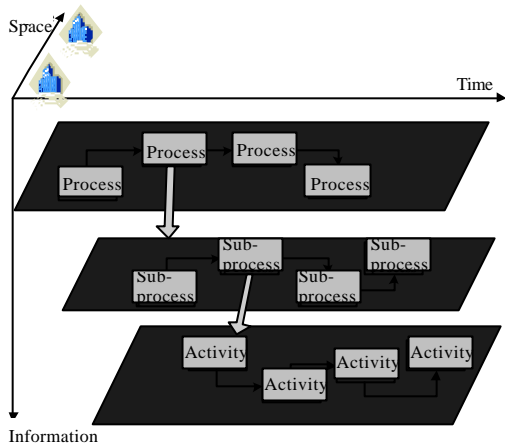 Space
Time
Process
Process
Process
Process
Sub-
process
Sub-
process
Sub-
process
Sub-
process
Activity
Activity
Activity
Activity
Information